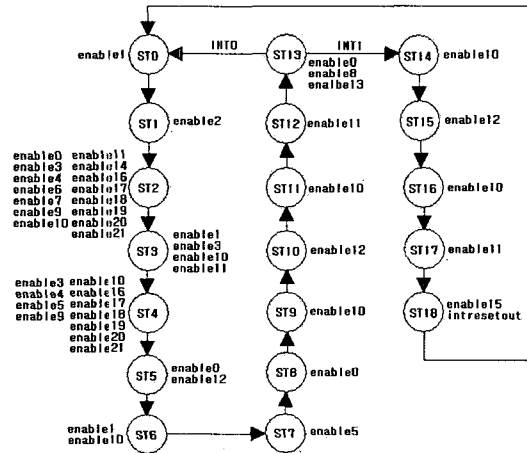 INT0
INT1
enable1
ST0
ST13
enable0
enable8
enalbe13
ST14
enable10
ST1
enable2
ST12
enable11
ST15
enable12
enable0 enable11
enable3 enable14
enable4 enable16
enable6 enable17
enable7 enable18
enable9 enable19
enable10 enable20
enable21
ST2
ST11
enable10
ST16
enable10
ST3
enable1
enable3
enable10
enable11
ST10
enable12
ST17
enable11
enable3 enable10
enable4 enable16
enable5 enable17
enable9 enable18
enable19
enable20
enable21
ST4
ST9
enable10
ST18
enable15
intresetout
ST5
enable0
enable12
ST8
enable0
enable1
enable10
ST6
ST7
enable5